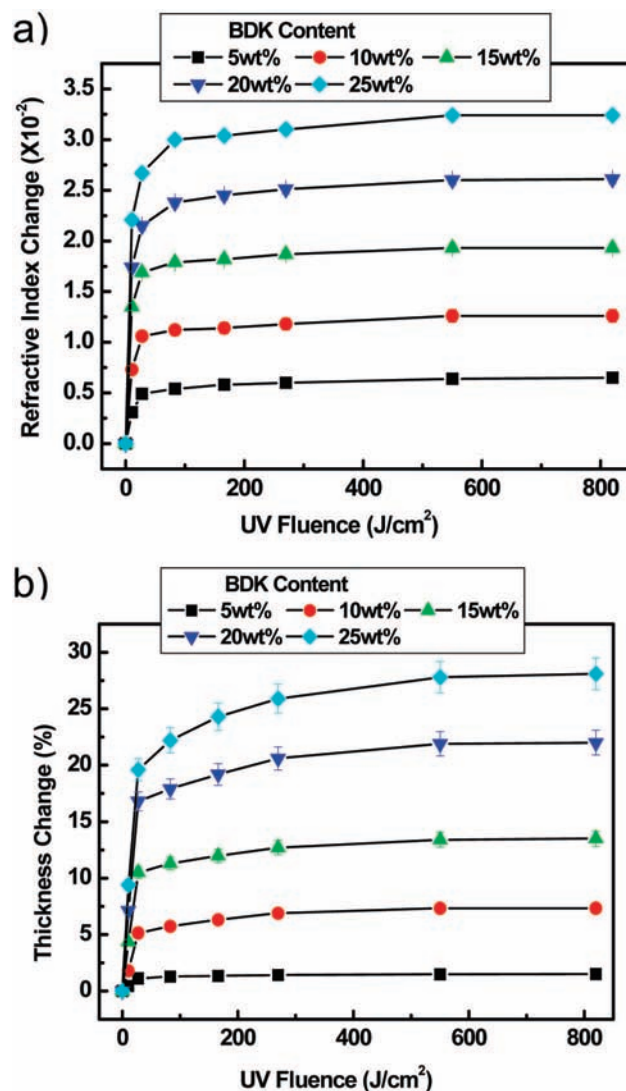 a)
BDK Content
5wt% 10wt% 15wt%
20wt% 25wt%
Refractive Index Change (X10⁻²)
3.5
3.0
2.5
2.0
1.5
1.0
0.5
0.0
0 200 400 600 800
UV Fluence (J/cm²)
b)
BDK Content
5wt% 10wt% 15wt%
20wt% 25wt%
Thickness Change (%)
30
25
20
15
10
5
0
0 200 400 600 800
UV Fluence (J/cm²)